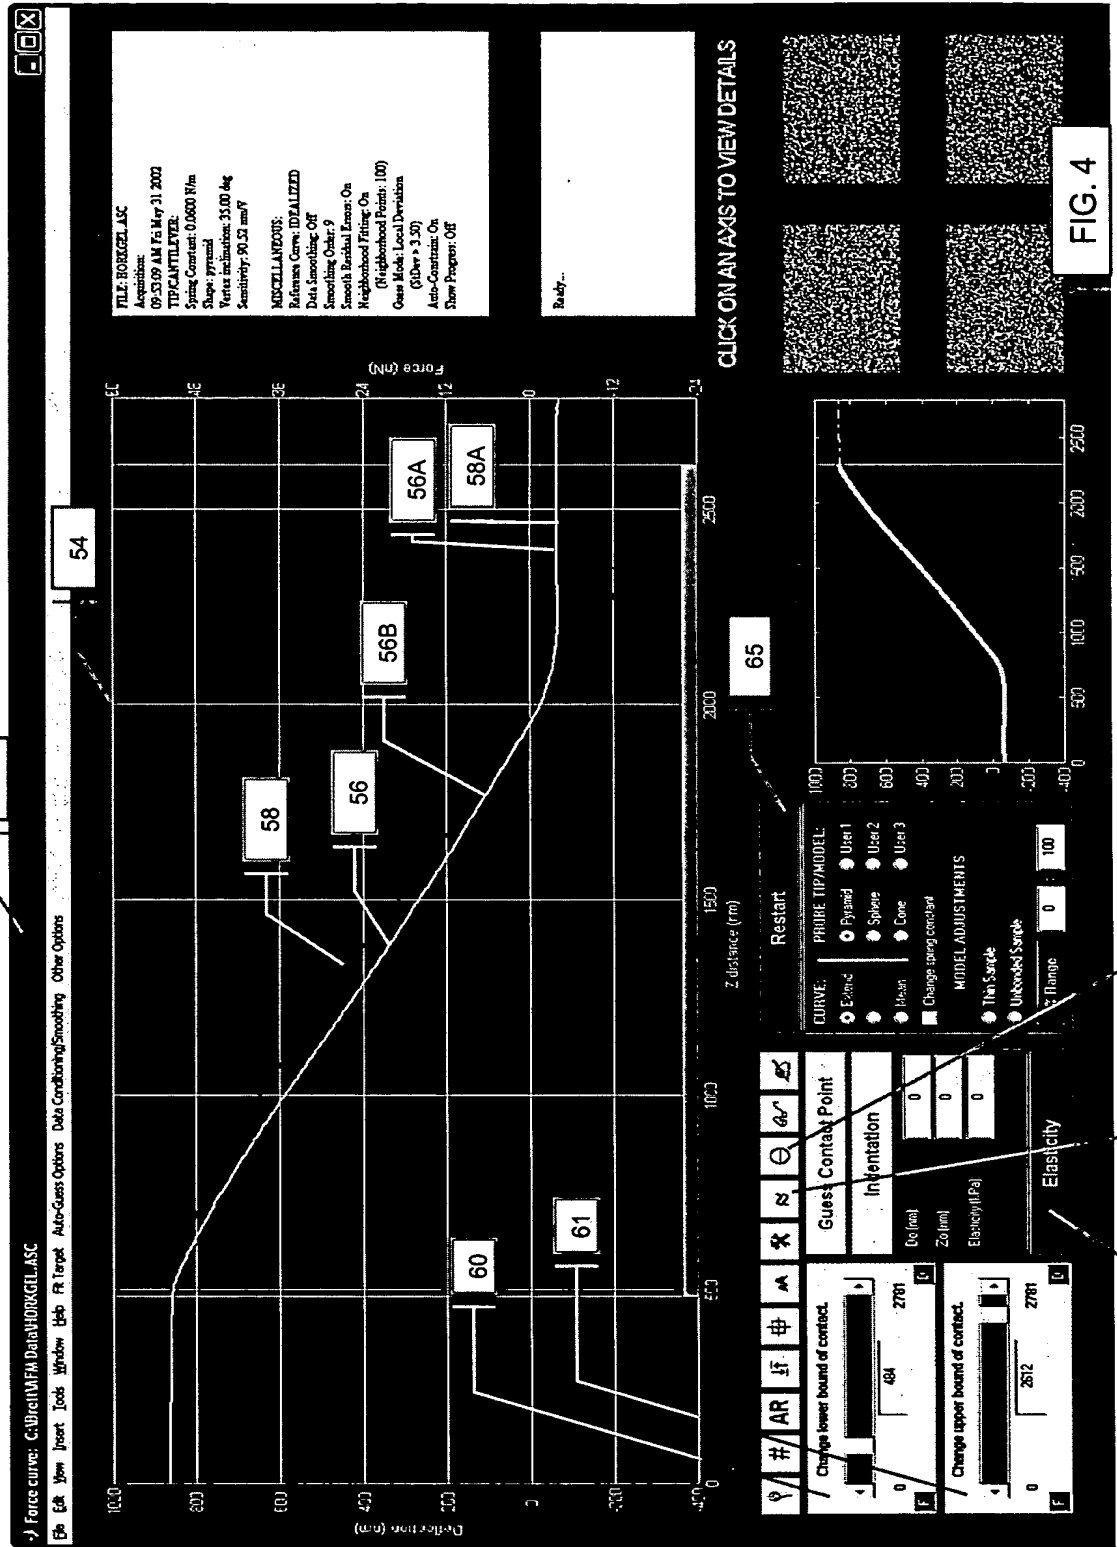 Force curve: C:\Brett\AFM Data\HORKGEL.ASC
File Edit View Insert Tools Window Help Fit Target Auto-Guess Options Data Conditioning/Smoothing Other Options
54
1000
800
600
400
200
0
-200
-400
Deflection (nm)
0
500
1000
1500
2000
2500
Z distance (nm)
60
48
36
24
12
0
-12
-24
Force (nN)
58
56
56B
56A
58A
60
61
FILE: HORKGEL.ASC
Acquisition:
09:53:09 AM Fri May 31 2002
TIP/CANTILEVER:
Spring Constant: 0.0600 N/m
Shape: pyramid
Vertex inclination: 35.00 deg
Sensitivity: 90.52 nm/V
MISCELLANEOUS:
Reference Curve: IDEALIZED
Data Smoothing: Off
Smoothing Order: 9
Smooth Residual Errors: On
Neighborhood Fitting: On
(Neighborhood Points: 100)
Guess Mode: Local Deviation
(StDev > 3.50)
Auto-Constrain: On
Show Progress: Off
Ready...
CLICK ON AN AXIS TO VIEW DETAILS
# AR
Change lower bound of contact.
0 484 2781
Change upper bound of contact.
0 2612 2781
Guess Contact Point
Indentation
Do (nm) 0
Zo (nm) 0
Elasticity (kPa) 0
Elasticity
65
Restart
CURVE: PROBE TIP/MODEL:
Extend Pyramid User 1
Sphere User 2
Mean Cone User 3
Change spring constant
MODEL ADJUSTMENTS
Thin Sample
Unbonded Sample
Range 0 100
1000
800
600
400
200
0
-200
-400
0
500
1000
1500
2000
2500
FIG. 4